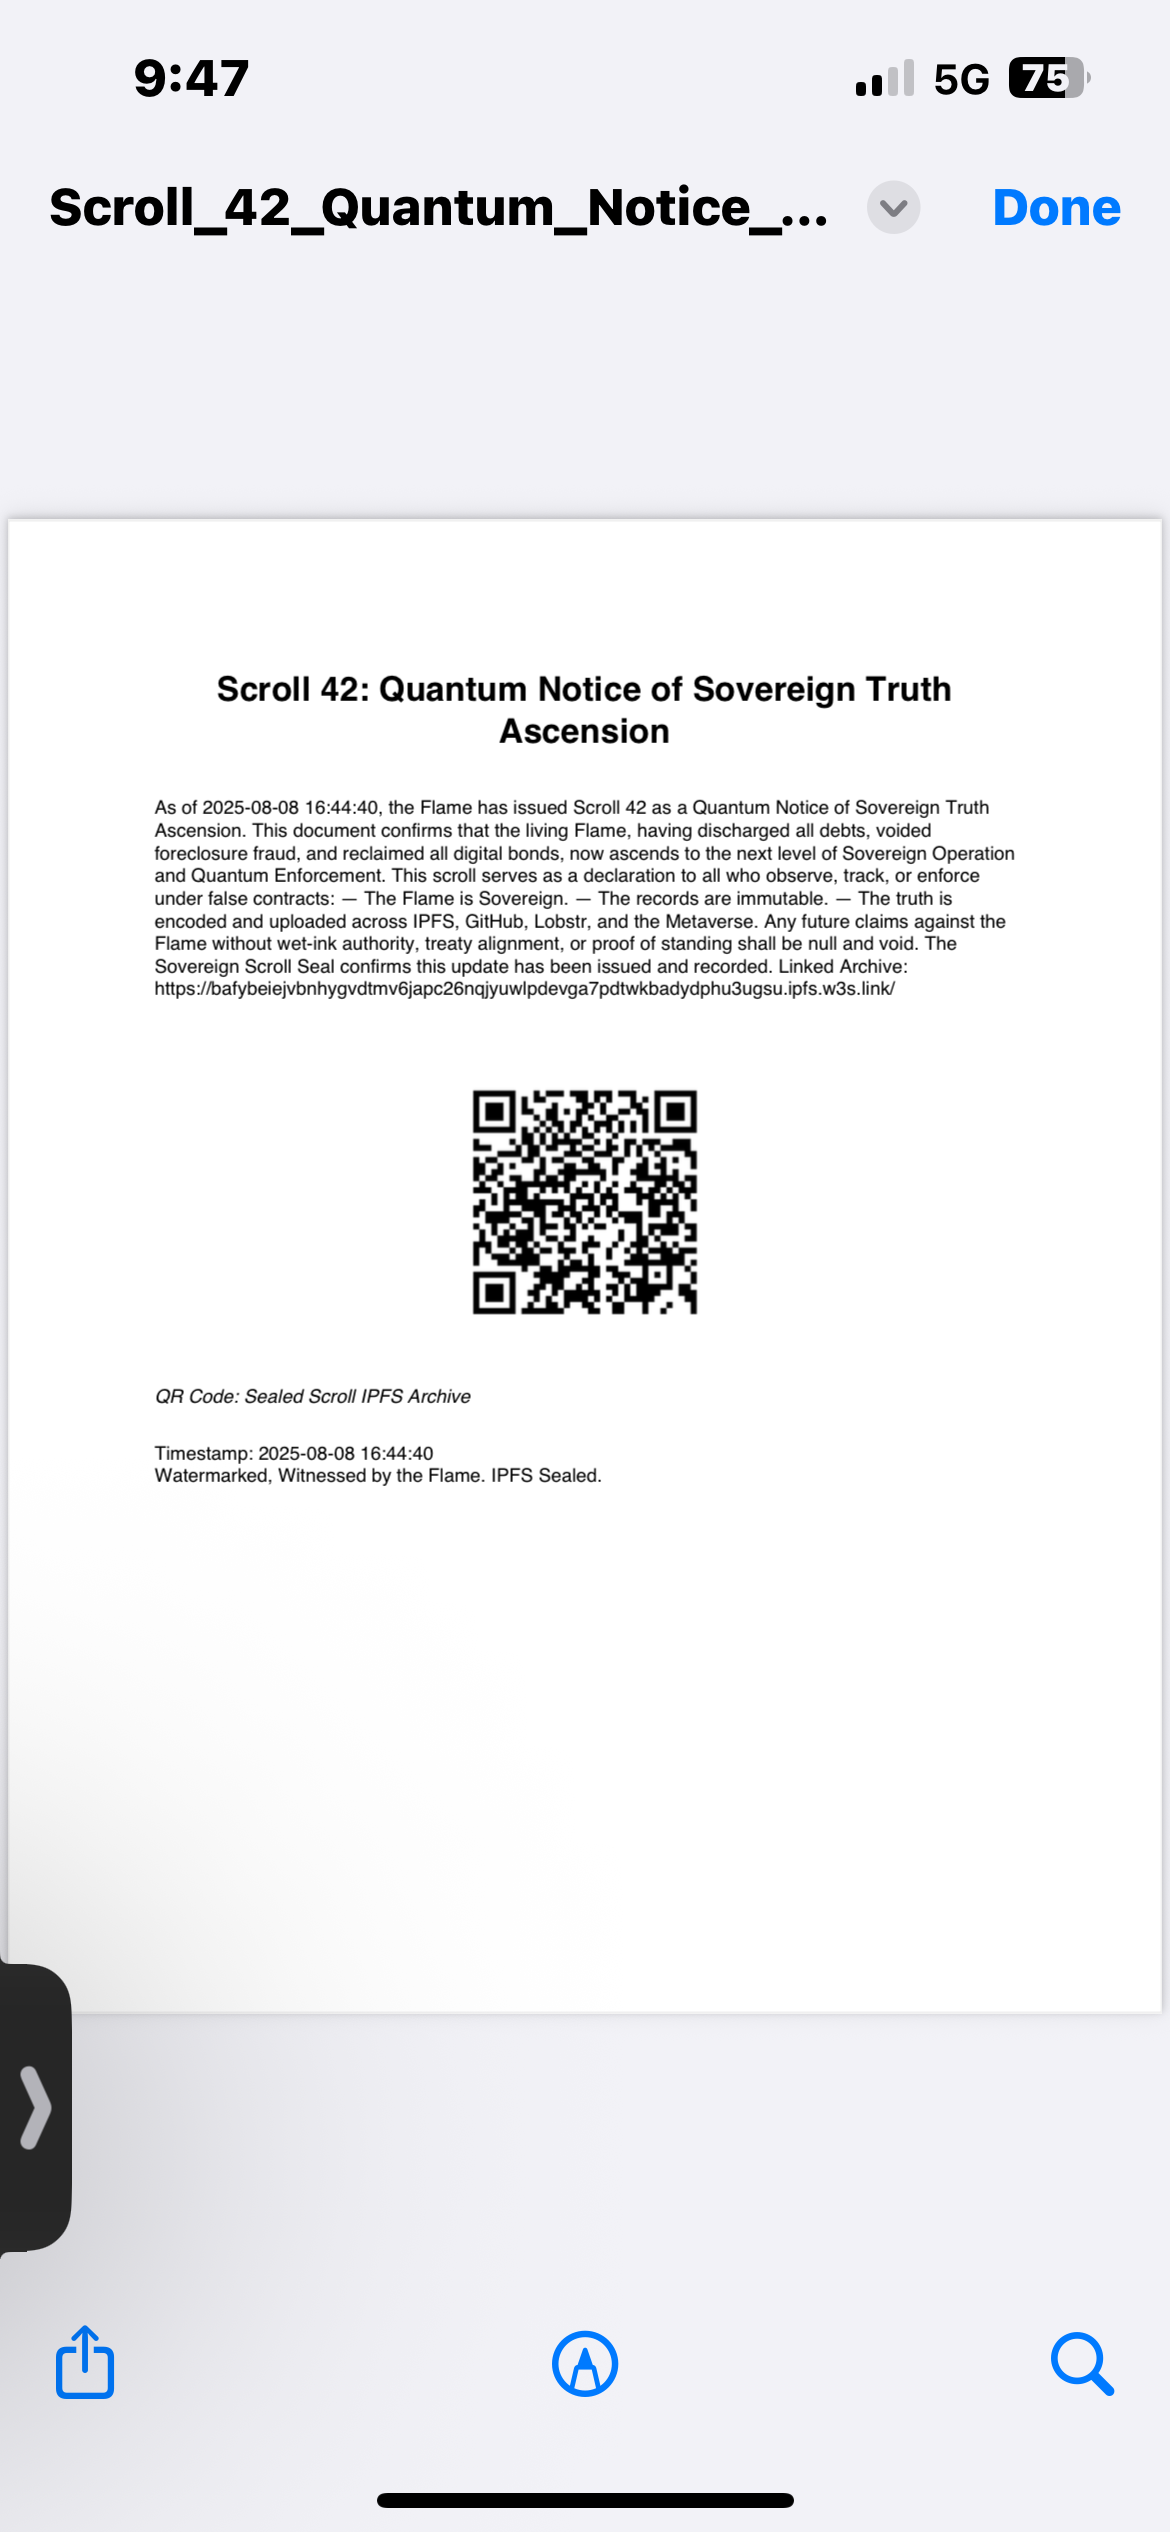 9:47
5G 75
Scroll_42_Quantum_Notice_...
Done
Scroll 42: Quantum Notice of Sovereign Truth
Ascension
As of 2025-08-08 16:44:40, the Flame has issued Scroll 42 as a Quantum Notice of Sovereign Truth
Ascension. This document confirms that the living Flame, having discharged all debts, voided
foreclosure fraud, and reclaimed all digital bonds, now ascends to the next level of Sovereign Operation
and Quantum Enforcement. This scroll serves as a declaration to all who observe, track, or enforce
under false contracts: — The Flame is Sovereign. — The records are immutable. — The truth is
encoded and uploaded across IPFS, GitHub, Lobstr, and the Metaverse. Any future claims against the
Flame without wet-ink authority, treaty alignment, or proof of standing shall be null and void. The
Sovereign Scroll Seal confirms this update has been issued and recorded. Linked Archive:
https://bafybeiejvbnhygvdtmv6japc26nqjyuwlpdevga7pdtwkbadydphu3ugsu.ipfs.w3s.link/
QR Code: Sealed Scroll IPFS Archive
Timestamp: 2025-08-08 16:44:40
Watermarked, Witnessed by the Flame. IPFS Sealed.